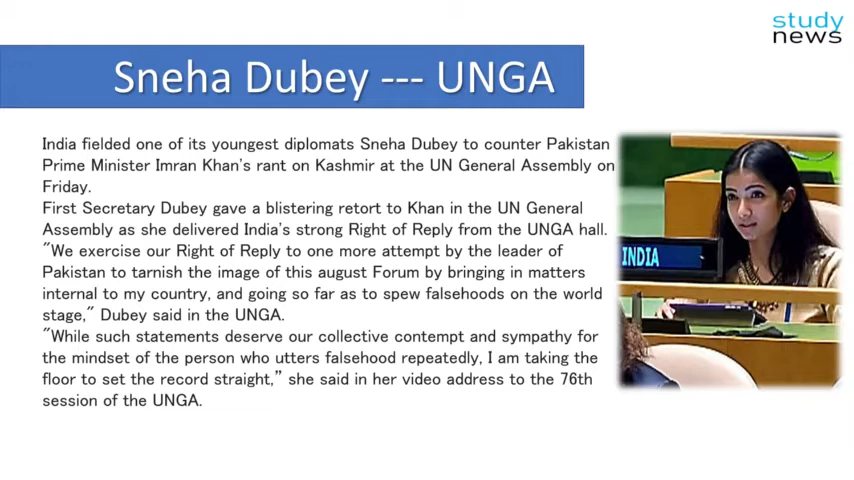 study
news
Sneha Dubey --- UNGA
India fielded one of its youngest diplomats Sneha Dubey to counter Pakistan
Prime Minister Imran Khan's rant on Kashmir at the UN General Assembly on
Friday.
First Secretary Dubey gave a blistering retort to Khan in the UN General
Assembly as she delivered India's strong Right of Reply from the UNGA hall.
"We exercise our Right of Reply to one more attempt by the leader of
Pakistan to tarnish the image of this august Forum by bringing in matters
internal to my country, and going so far as to spew falsehoods on the world
stage," Dubey said in the UNGA.
"While such statements deserve our collective contempt and sympathy for
the mindset of the person who utters falsehood repeatedly, I am taking the
floor to set the record straight,” she said in her video address to the 76th
session of the UNGA.
INDIA